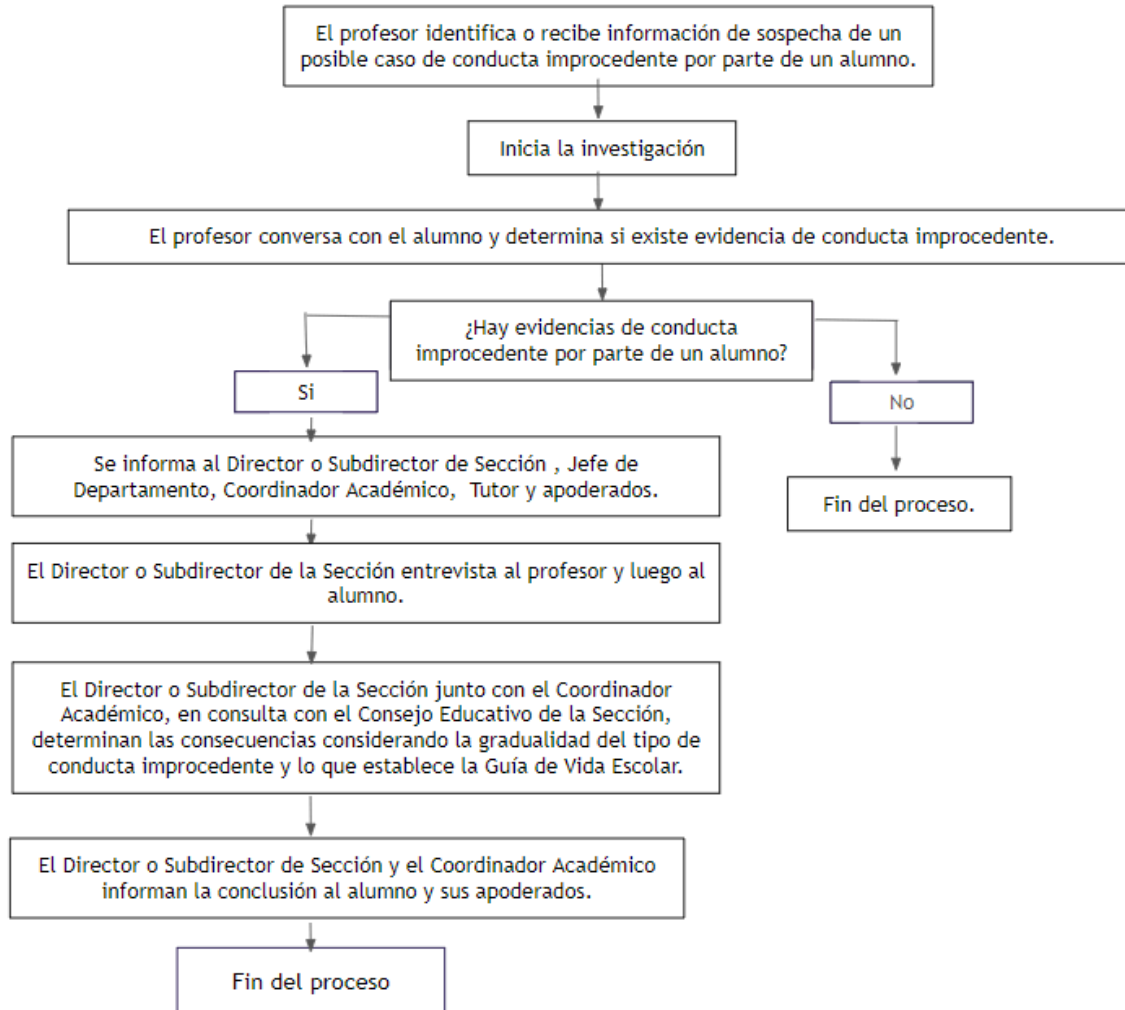 El profesor identifica o recibe información de sospecha de un
posible caso de conducta improcedente por parte de un alumno.
Inicia la investigación
El profesor conversa con el alumno y determina si existe evidencia de conducta improcedente.
¿Hay evidencias de conducta
improcedente por parte de un alumno?
Si
No
Se informa al Director o Subdirector de Sección , Jefe de
Departamento, Coordinador Académico, Tutor y apoderados.
Fin del proceso.
El Director o Subdirector de la Sección entrevista al profesor y luego al
alumno.
El Director o Subdirector de la Sección junto con el Coordinador
Académico, en consulta con el Consejo Educativo de la Sección,
determinan las consecuencias considerando la gradualidad del tipo de
conducta improcedente y lo que establece la Guía de Vida Escolar.
El Director o Subdirector de Sección y el Coordinador Académico
informan la conclusión al alumno y sus apoderados.
Fin del proceso